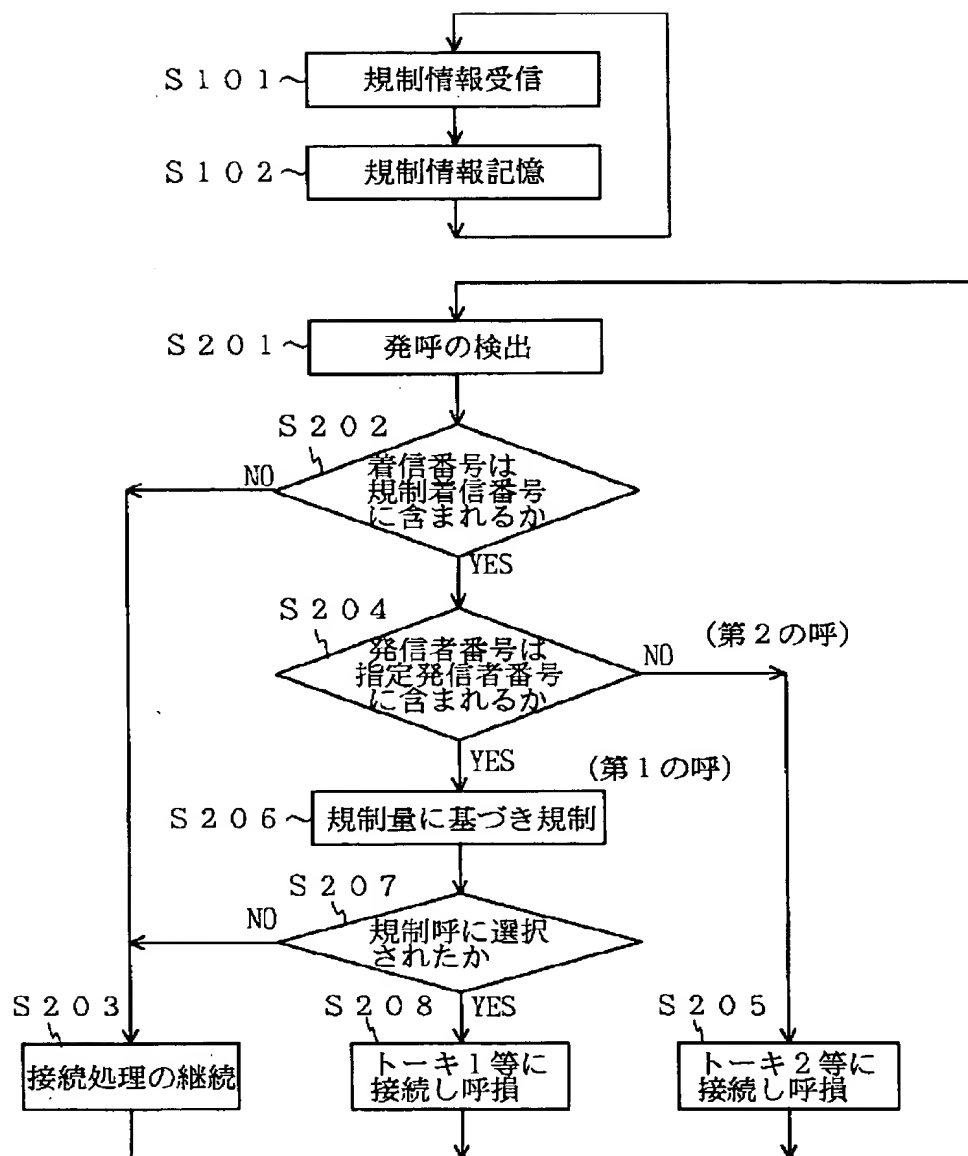 S101
規制情報受信
S102
規制情報記憶
S201
発呼の検出
S202
着信番号は
規制着信番号
に含まれるか
NO
YES
S204
発信者番号は
指定発信者番号
に含まれるか
NO
(第2の呼)
YES
(第1の呼)
S206
規制量に基づき規制
S207
規制呼に選択
されたか
NO
YES
S203
接続処理の継続
S208
トーキ1等に
接続し呼損
S205
トーキ2等に
接続し呼損